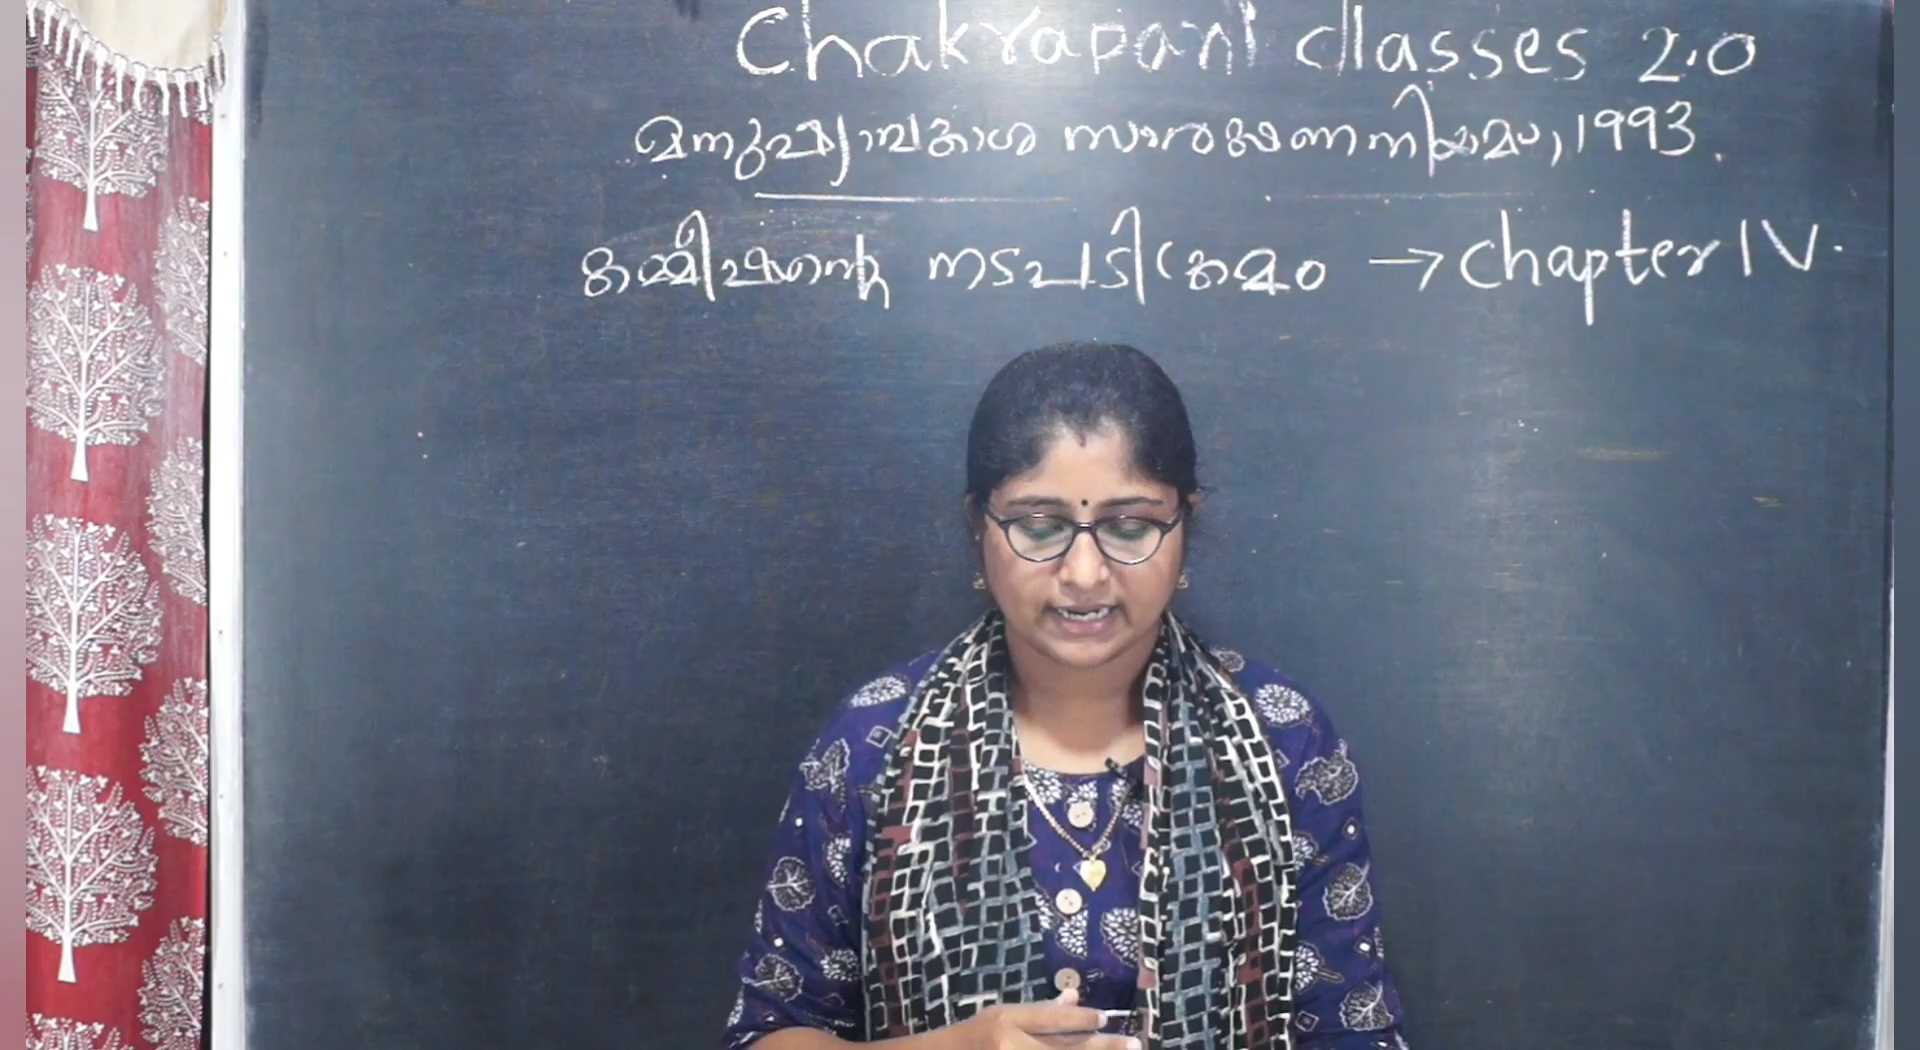 Chakrapani classes 2.0
മനുഷ്യാവകാശ സംരക്ഷണ നിയമം, 1993.
കമ്മീഷന്റെ നടപടിക്രമം → Chapter IV.